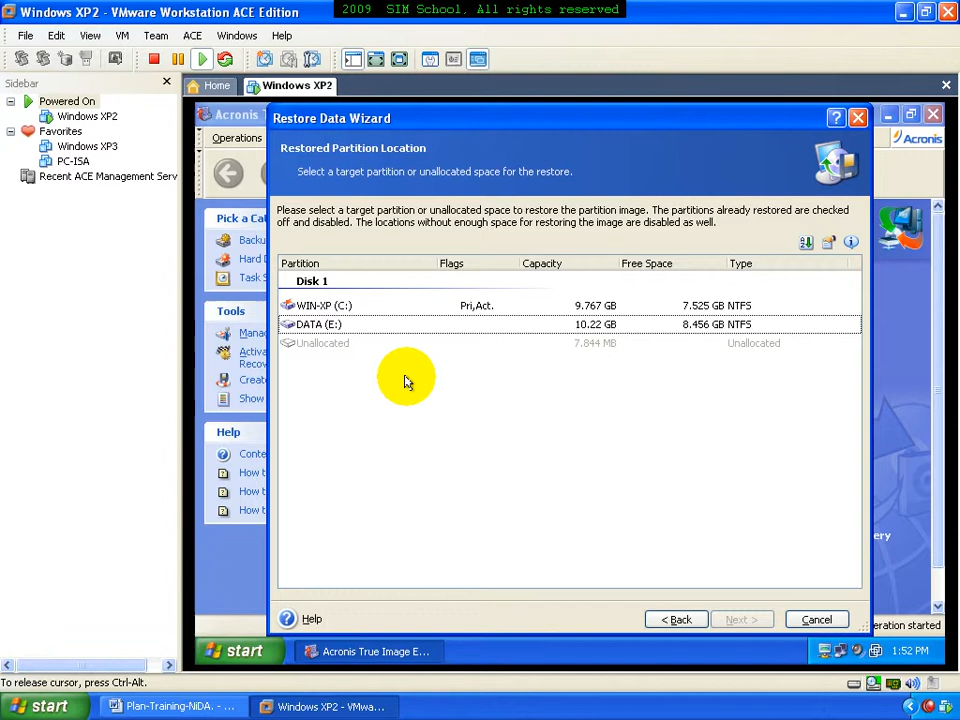 Windows XP2 - VMware Workstation ACE Edition
2009 SIM School, All rights reserved
File Edit View VM Team ACE Windows Help
Sidebar
Home Windows XP2
Powered On
Windows XP2
Favorites
Windows XP3
PC-ISA
Recent ACE Management Serv
Acronis
Operations
Acronis
Restore Data Wizard
Restored Partition Location
Select a target partition or unallocated space for the restore.
Please select a target partition or unallocated space to restore the partition image. The partitions already restored are checked
off and disabled. The locations without enough space for restoring the image are disabled as well.
Partition Flags Capacity Free Space Type
Disk 1
WIN-XP (C:) Pri,Act. 9.767 GB 7.525 GB NTFS
DATA (E:) 10.22 GB 8.456 GB NTFS
Unallocated 7.844 MB Unallocated
Pick a Cat
Backu
Hard D
Task S
Tools
Manag
Activa
Recov
Create
Show
Help
Conte
How t
How t
How t
ery
Help
< Back Next > Cancel
eration started
start Acronis True Image E... 1:52 PM
To release cursor, press Ctrl-Alt.
start Plan-Training-NiDA. - ... Windows XP2 - VMwa...